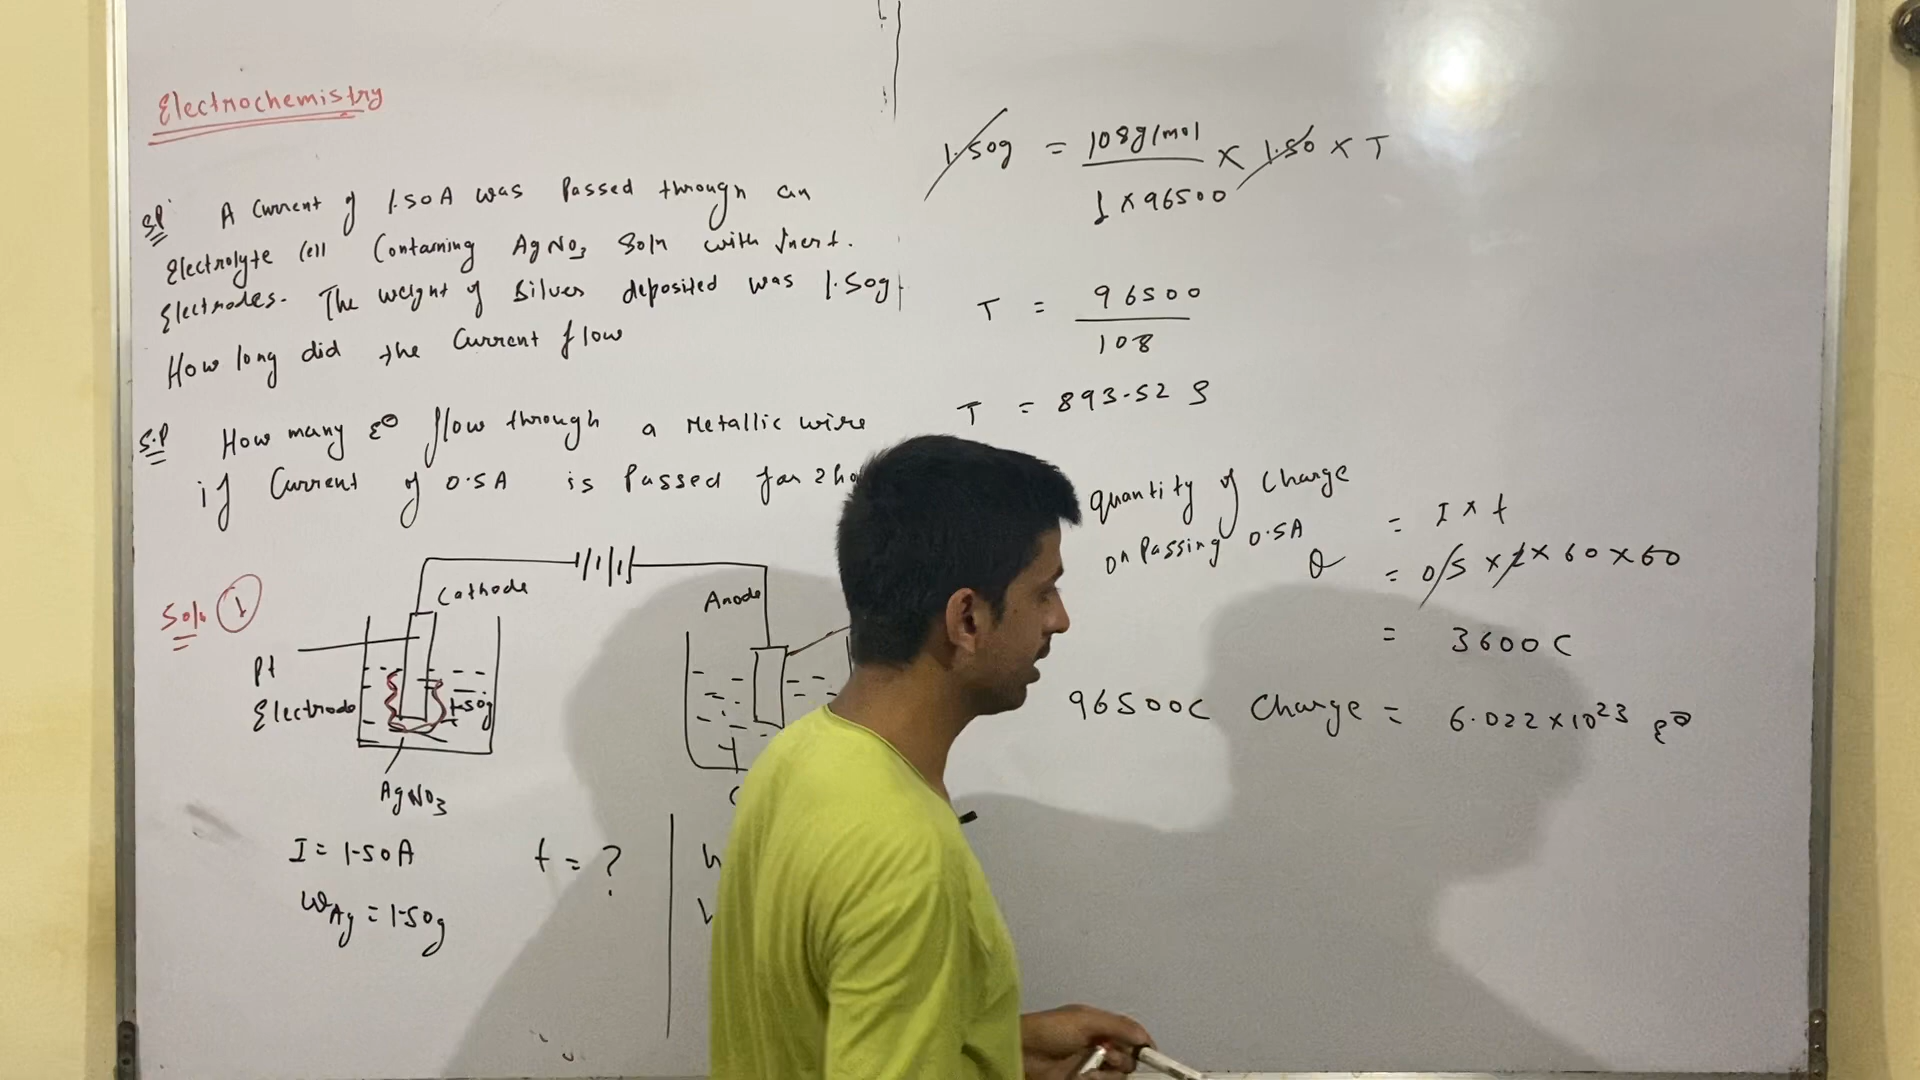 Electrochemistry
S.P A Current of 1.50A was Passed through an
Electrolyte Cell Containing AgNO3 Soln with Inert.
Electrodes. The weight of Silver deposited was 1.50g
How long did the Current flow
S.P How many e⊖ flow through a Metallic wire
if Current of 0.5A is Passed for 2 ho
Soln 1
Cathode
Anode
Pt
Electrode
1.50g
AgNO3
I = 1.50A
t = ?
WAg = 1.50g
1.50g = 108g/mol / 1 × 96500 × 1.50 × T
T = 96500 / 108
T = 893.52 S
Quantity of Charge
on Passing 0.5A = I × t
Q = 0.5 × 2 × 60 × 60
= 3600 C
96500C Charge = 6.022 × 10^23 e⊖